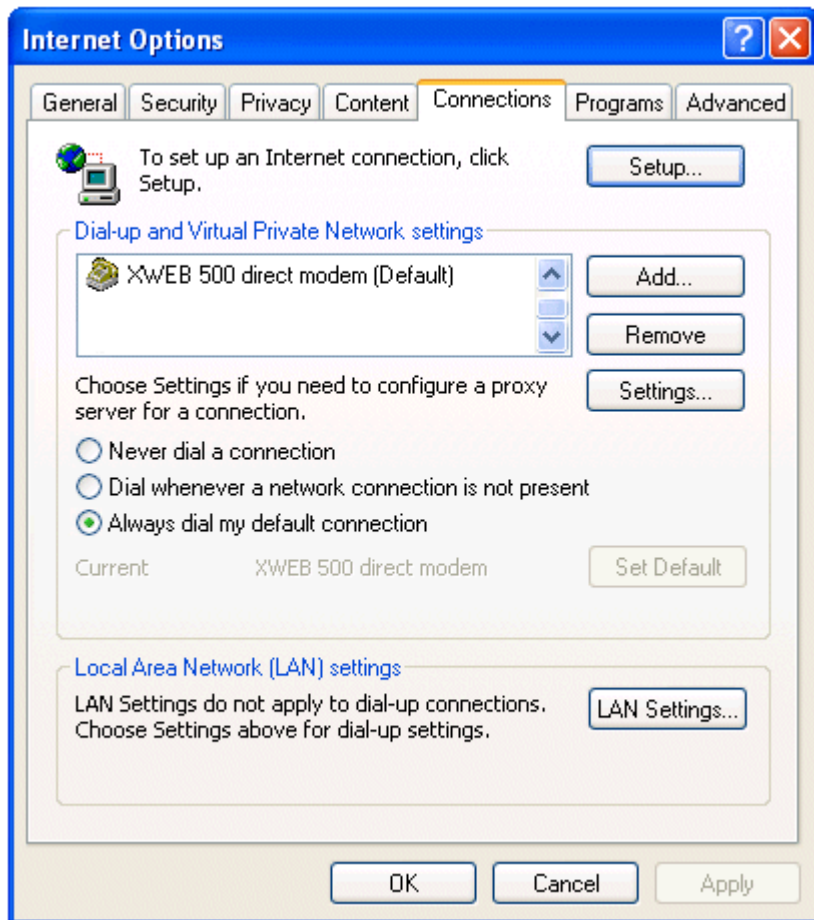 Internet Options
General Security Privacy Content Connections Programs Advanced
To set up an Internet connection, click
Setup.
Setup...
Dial-up and Virtual Private Network settings
XWEB 500 direct modem (Default)
Add...
Remove
Choose Settings if you need to configure a proxy
server for a connection.
Settings...
Never dial a connection
Dial whenever a network connection is not present
Always dial my default connection
Current XWEB 500 direct modem Set Default
Local Area Network (LAN) settings
LAN Settings do not apply to dial-up connections.
Choose Settings above for dial-up settings.
LAN Settings...
OK Cancel Apply